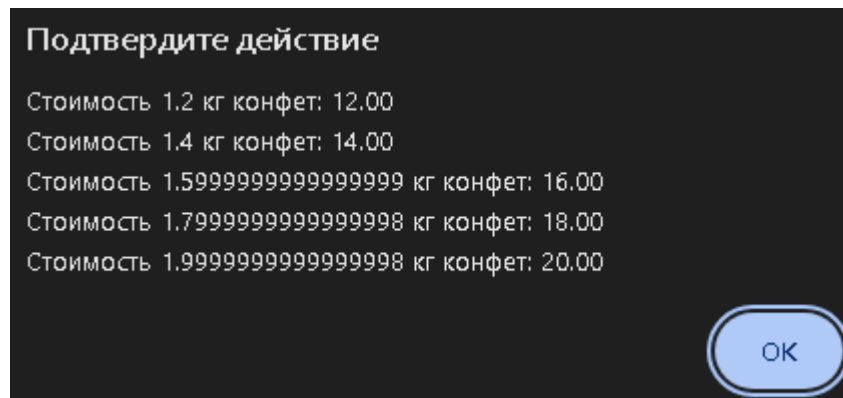 Подтвердите действие
Стоимость 1.2 кг конфет: 12.00
Стоимость 1.4 кг конфет: 14.00
Стоимость 1.5999999999999999 кг конфет: 16.00
Стоимость 1.7999999999999998 кг конфет: 18.00
Стоимость 1.9999999999999998 кг конфет: 20.00
OK